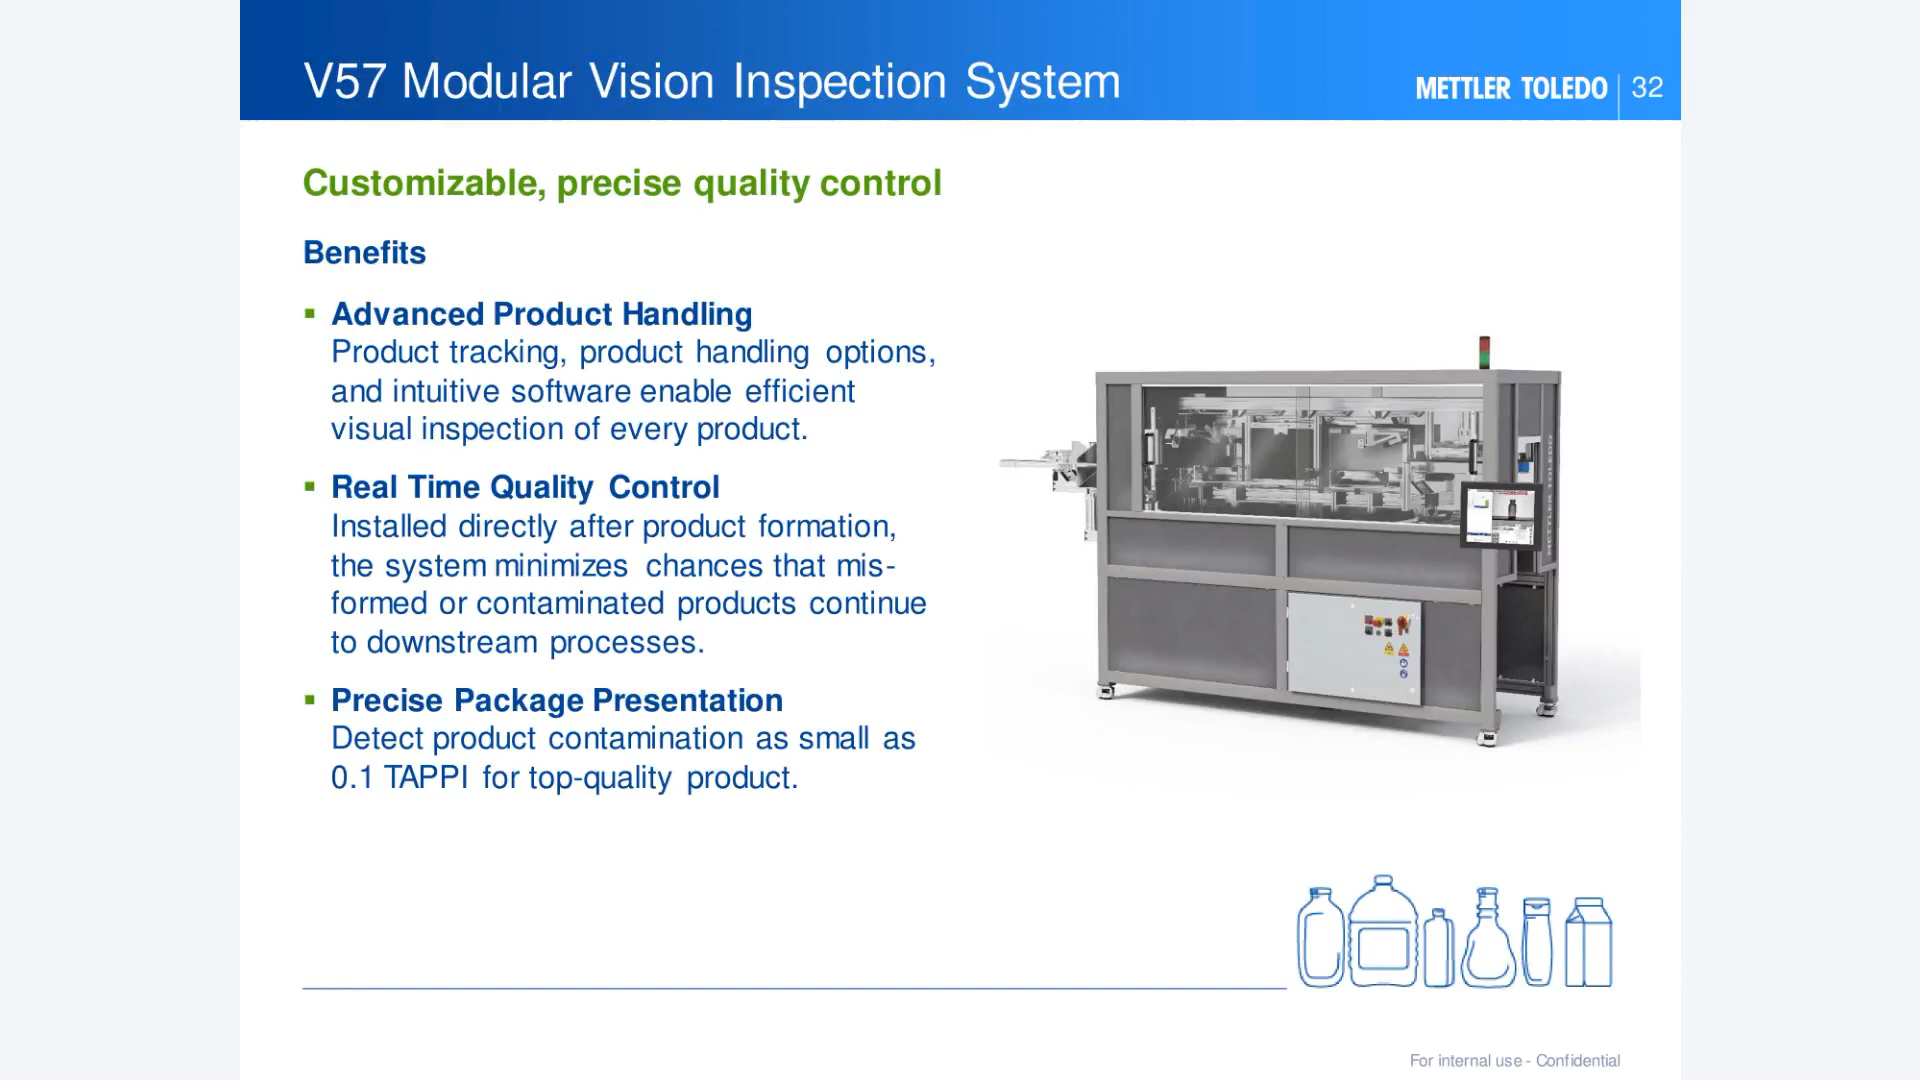 V57 Modular Vision Inspection System
METTLER TOLEDO
32
Customizable, precise quality control
Benefits
Advanced Product Handling
Product tracking, product handling options,
and intuitive software enable efficient
visual inspection of every product.
Real Time Quality Control
Installed directly after product formation,
the system minimizes chances that mis-
formed or contaminated products continue
to downstream processes.
Precise Package Presentation
Detect product contamination as small as
0.1 TAPPI for top-quality product.
METTLER TOLEDO
For internal use - Confidential